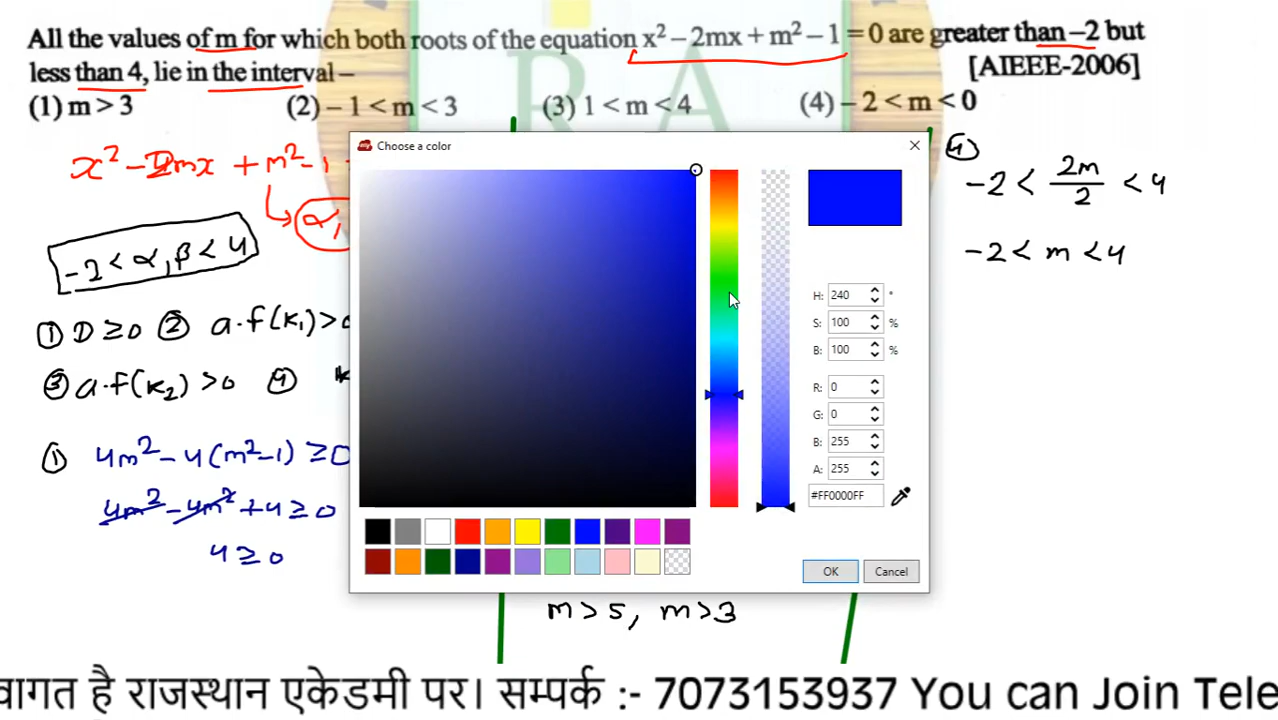 All the values of m for which both roots of the equation x² − 2mx + m² − 1 = 0 are greater than −2 but
less than 4, lie in the interval –
[AIEEE-2006]
(1) m > 3 (2) – 1 < m < 3 (3) 1 < m < 4 (4) – 2 < m < 0
R A
x² − 2mx + m² − 1
α,
-2 < α, β < 4
① D ≥ 0 ② a·f(k₁) > 0
③ a·f(k₂) > 0 ④
① 4m² − 4(m² − 1) ≥ 0
4m² − 4m² + 4 ≥ 0
4 ≥ 0
Choose a color
H: 240 °
S: 100 %
B: 100 %
R: 0
G: 0
B: 255
A: 255
#FF0000FF
OK Cancel
m > 5, m > 3
④
-2 < 2m/2 < 4
-2 < m < 4
वागत है राजस्थान एकेडमी पर। सम्पर्क :- 7073153937 You can Join Tele